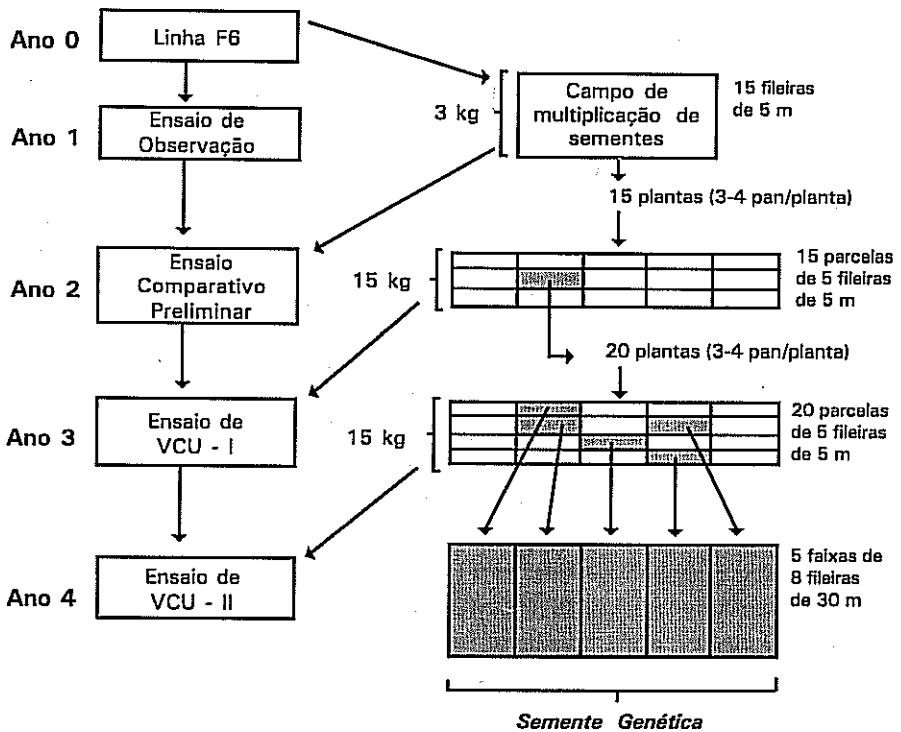 Ano 0
Linha F6
Ano 1
Ensaio de
Observação
3 kg
Campo de
multiplicação de
sementes
15 fileiras
de 5 m
15 plantas (3-4 pan/planta)
Ano 2
Ensaio
Comparativo
Preliminar
15 kg
15 parcelas
de 5 fileiras
de 5 m
20 plantas (3-4 pan/planta)
Ano 3
Ensaio de
VCU - I
15 kg
20 parcelas
de 5 fileiras
de 5 m
Ano 4
Ensaio de
VCU - II
5 faixas de
8 fileiras
de 30 m
Semente Genética